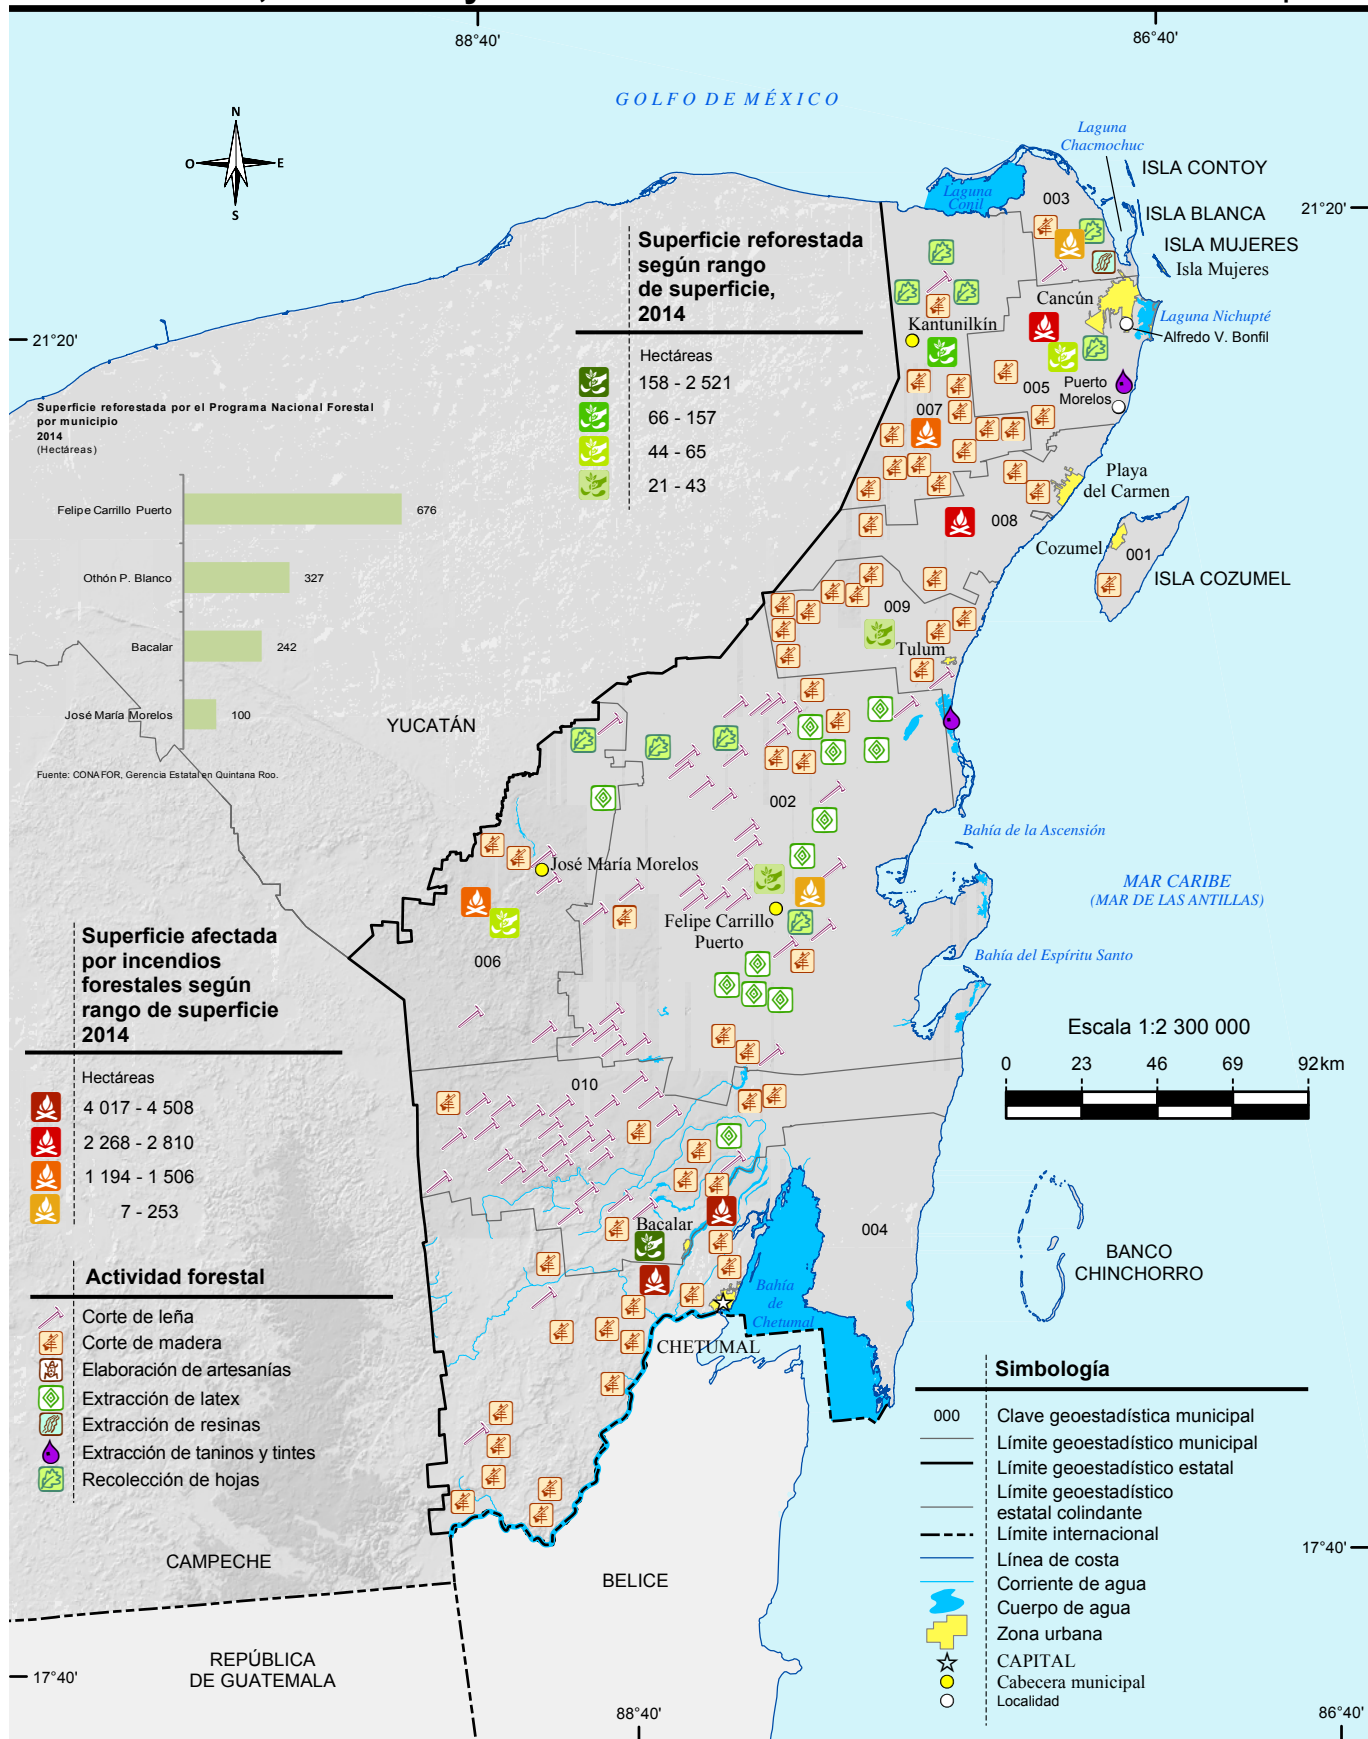 88°40'
86°40'
GOLFO DE MÉXICO
N
O
E
S
Laguna
Chacmochuc
ISLA CONTOY
Laguna
Conil
003
ISLA BLANCA
21°20'
ISLA MUJERES
Isla Mujeres
Superficie reforestada
según rango
de superficie,
2014
Hectáreas
158 - 2 521
66 - 157
44 - 65
21 - 43
Cancún
Laguna Nichupté
Alfredo V. Bonfil
Kantunilkín
21°20'
005
Puerto
Morelos
007
Superficie reforestada por el Programa Nacional Forestal
por municipio
2014
(Hectáreas)
Felipe Carrillo Puerto
676
Othón P. Blanco
327
Bacalar
242
José María Morelos
100
Fuente: CONAFOR, Gerencia Estatal en Quintana Roo.
Playa
del Carmen
008
Cozumel
001
ISLA COZUMEL
009
Tulum
YUCATÁN
002
Bahía de la Ascensión
José María Morelos
MAR CARIBE
(MAR DE LAS ANTILLAS)
Felipe Carrillo
Puerto
006
Bahía del Espíritu Santo
Superficie afectada
por incendios
forestales según
rango de superficie
2014
Hectáreas
4 017 - 4 508
2 268 - 2 810
1 194 - 1 506
7 - 253
Escala 1:2 300 000
0 23 46 69 92 km
010
004
Bacalar
BANCO
CHINCHORRO
Bahía
de
Chetumal
CHETUMAL
Actividad forestal
Corte de leña
Corte de madera
Elaboración de artesanías
Extracción de latex
Extracción de resinas
Extracción de taninos y tintes
Recolección de hojas
Simbología
000 Clave geoestadística municipal
Límite geoestadístico municipal
Límite geoestadístico estatal
Límite geoestadístico
estatal colindante
Límite internacional
Línea de costa
Corriente de agua
Cuerpo de agua
Zona urbana
CAPITAL
Cabecera municipal
Localidad
17°40'
CAMPECHE
BELICE
REPÚBLICA
DE GUATEMALA
17°40'
88°40'
86°40'